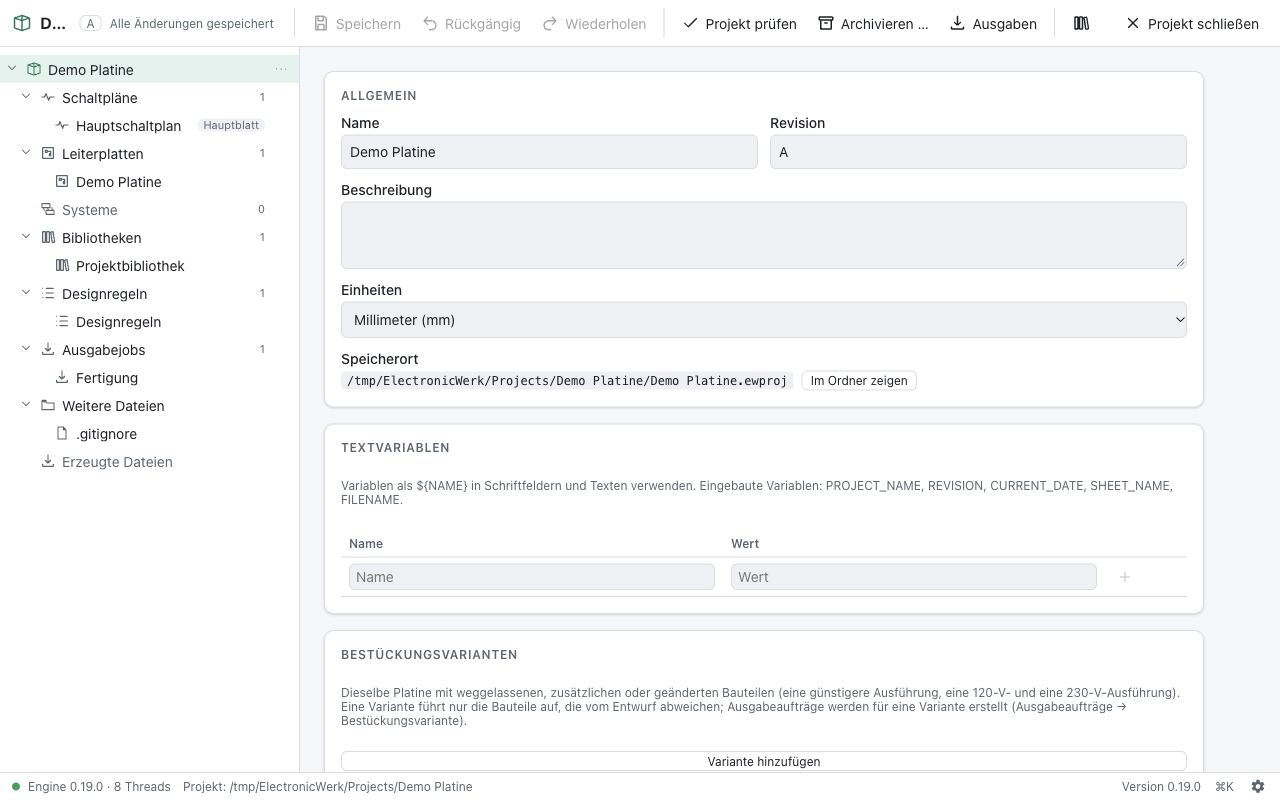 D... A Alle Änderungen gespeichert Speichern Rückgängig Wiederholen Projekt prüfen Archivieren ... Ausgaben Projekt schließen
Demo Platine ...
Schaltpläne 1
Hauptschaltplan Hauptblatt
Leiterplatten 1
Demo Platine
Systeme 0
Bibliotheken 1
Projektbibliothek
Designregeln 1
Designregeln
Ausgabejobs 1
Fertigung
Weitere Dateien
.gitignore
Erzeugte Dateien
ALLGEMEIN
Name Revision
Demo Platine A
Beschreibung
Einheiten
Millimeter (mm)
Speicherort
/tmp/ElectronicWerk/Projects/Demo Platine/Demo Platine.ewproj Im Ordner zeigen
TEXTVARIABLEN
Variablen als ${NAME} in Schriftfeldern und Texten verwenden. Eingebaute Variablen: PROJECT_NAME, REVISION, CURRENT_DATE, SHEET_NAME,
FILENAME.
Name Wert
Name Wert +
BESTÜCKUNGSVARIANTEN
Dieselbe Platine mit weggelassenen, zusätzlichen oder geänderten Bauteilen (eine günstigere Ausführung, eine 120-V- und eine 230-V-Ausführung).
Eine Variante führt nur die Bauteile auf, die vom Entwurf abweichen; Ausgabeaufträge werden für eine Variante erstellt (Ausgabeaufträge →
Bestückungsvariante).
Variante hinzufügen
Engine 0.19.0 · 8 Threads Projekt: /tmp/ElectronicWerk/Projects/Demo Platine Version 0.19.0 ⌘K